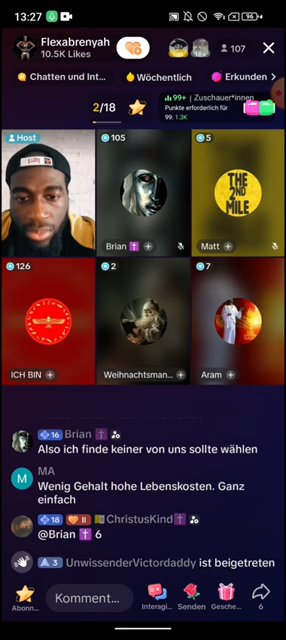 13:27
96
Flexabrenyah
10.5K Likes
107
Chatten und Int...
Wöchentlich
Erkunden
2/18
99+ | Zuschauer*innen
Punkte erforderlich für
99: 1.3K
Host
105
Brian
5
THE
2ND
MILE
Matt
126
ICH BIN
2
Weihnachtsman...
7
Aram
16 Brian
Also ich finde keiner von uns sollte wählen
M
MA
Wenig Gehalt hohe Lebenskosten. Ganz
einfach
18 II ChristusKind
@Brian ✝️ 6
3 UnwissenderVictordaddy ist beigetreten
Abonn...
Komment...
Interagi...
Senden
Gesche...
6